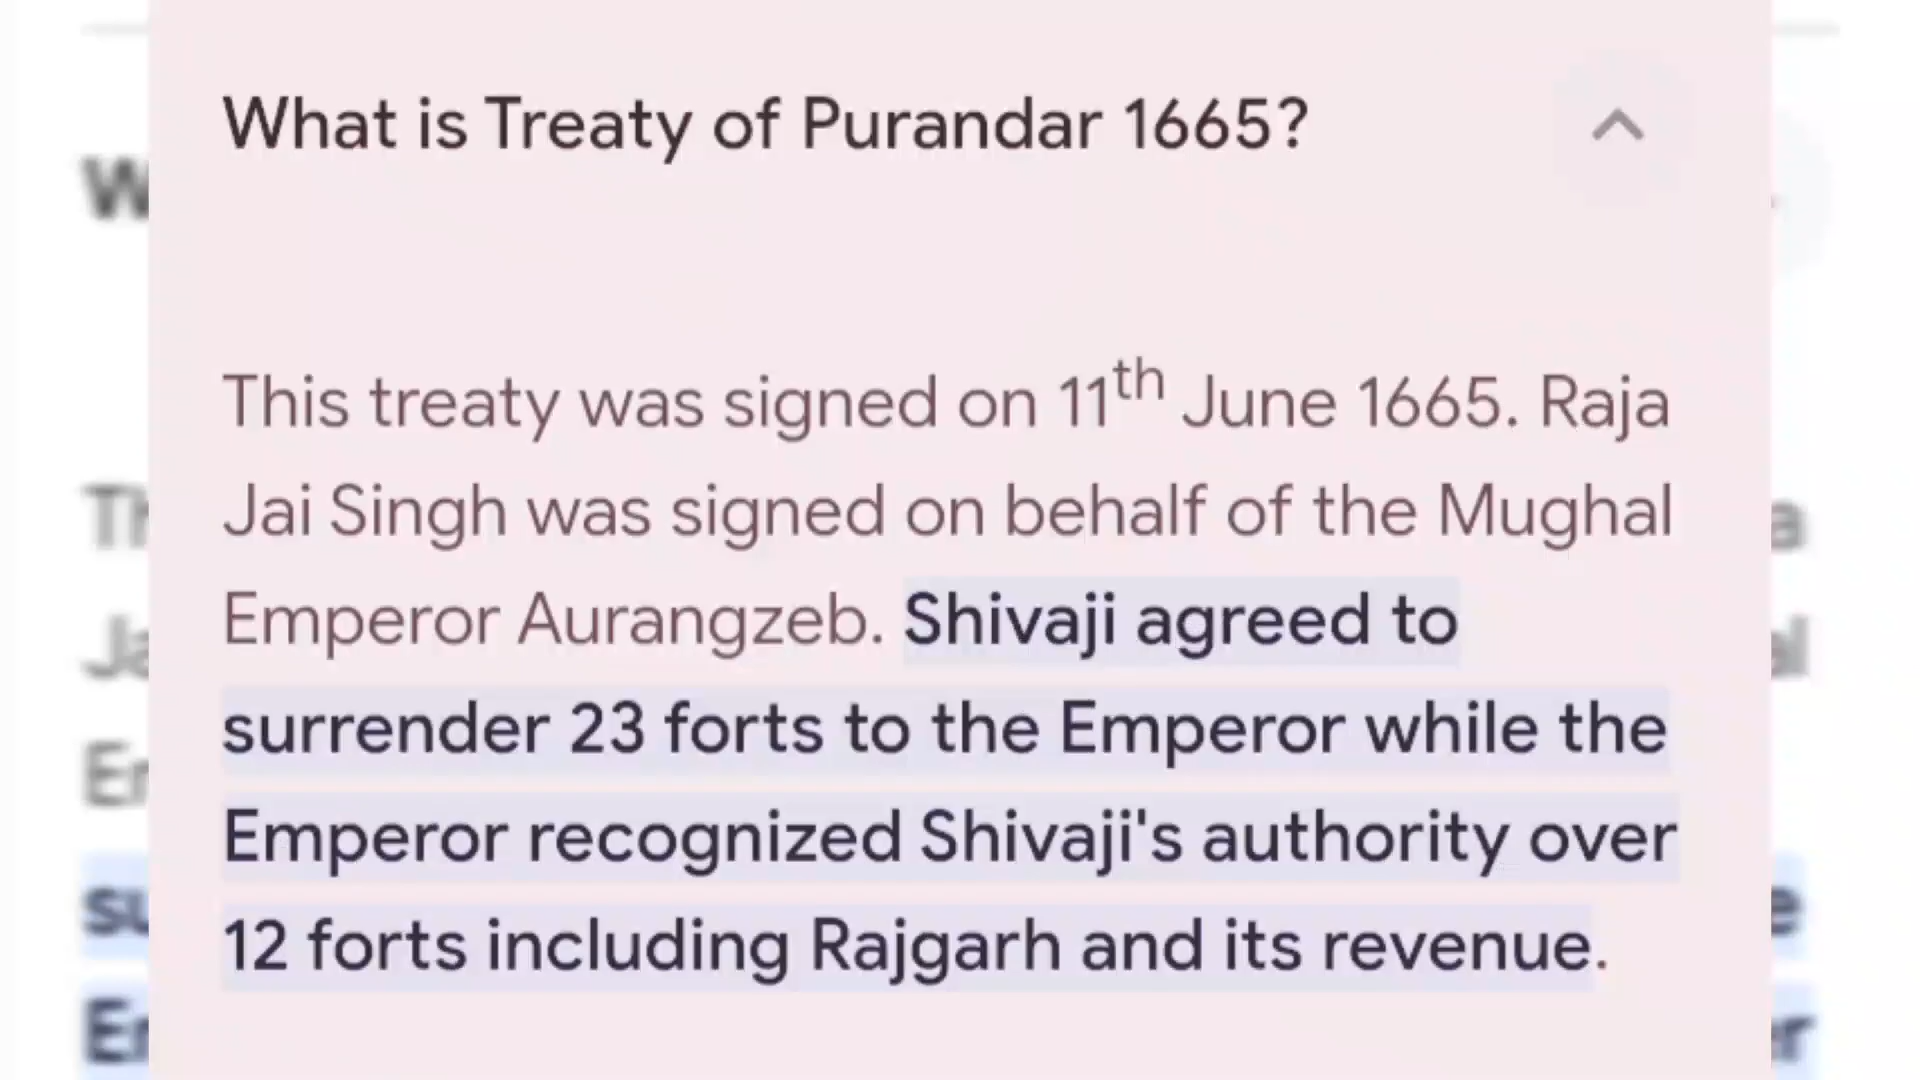 What is Treaty of Purandar 1665?
This treaty was signed on 11th June 1665. Raja
Jai Singh was signed on behalf of the Mughal
Emperor Aurangzeb. Shivaji agreed to
surrender 23 forts to the Emperor while the
Emperor recognized Shivaji's authority over
12 forts including Rajgarh and its revenue.